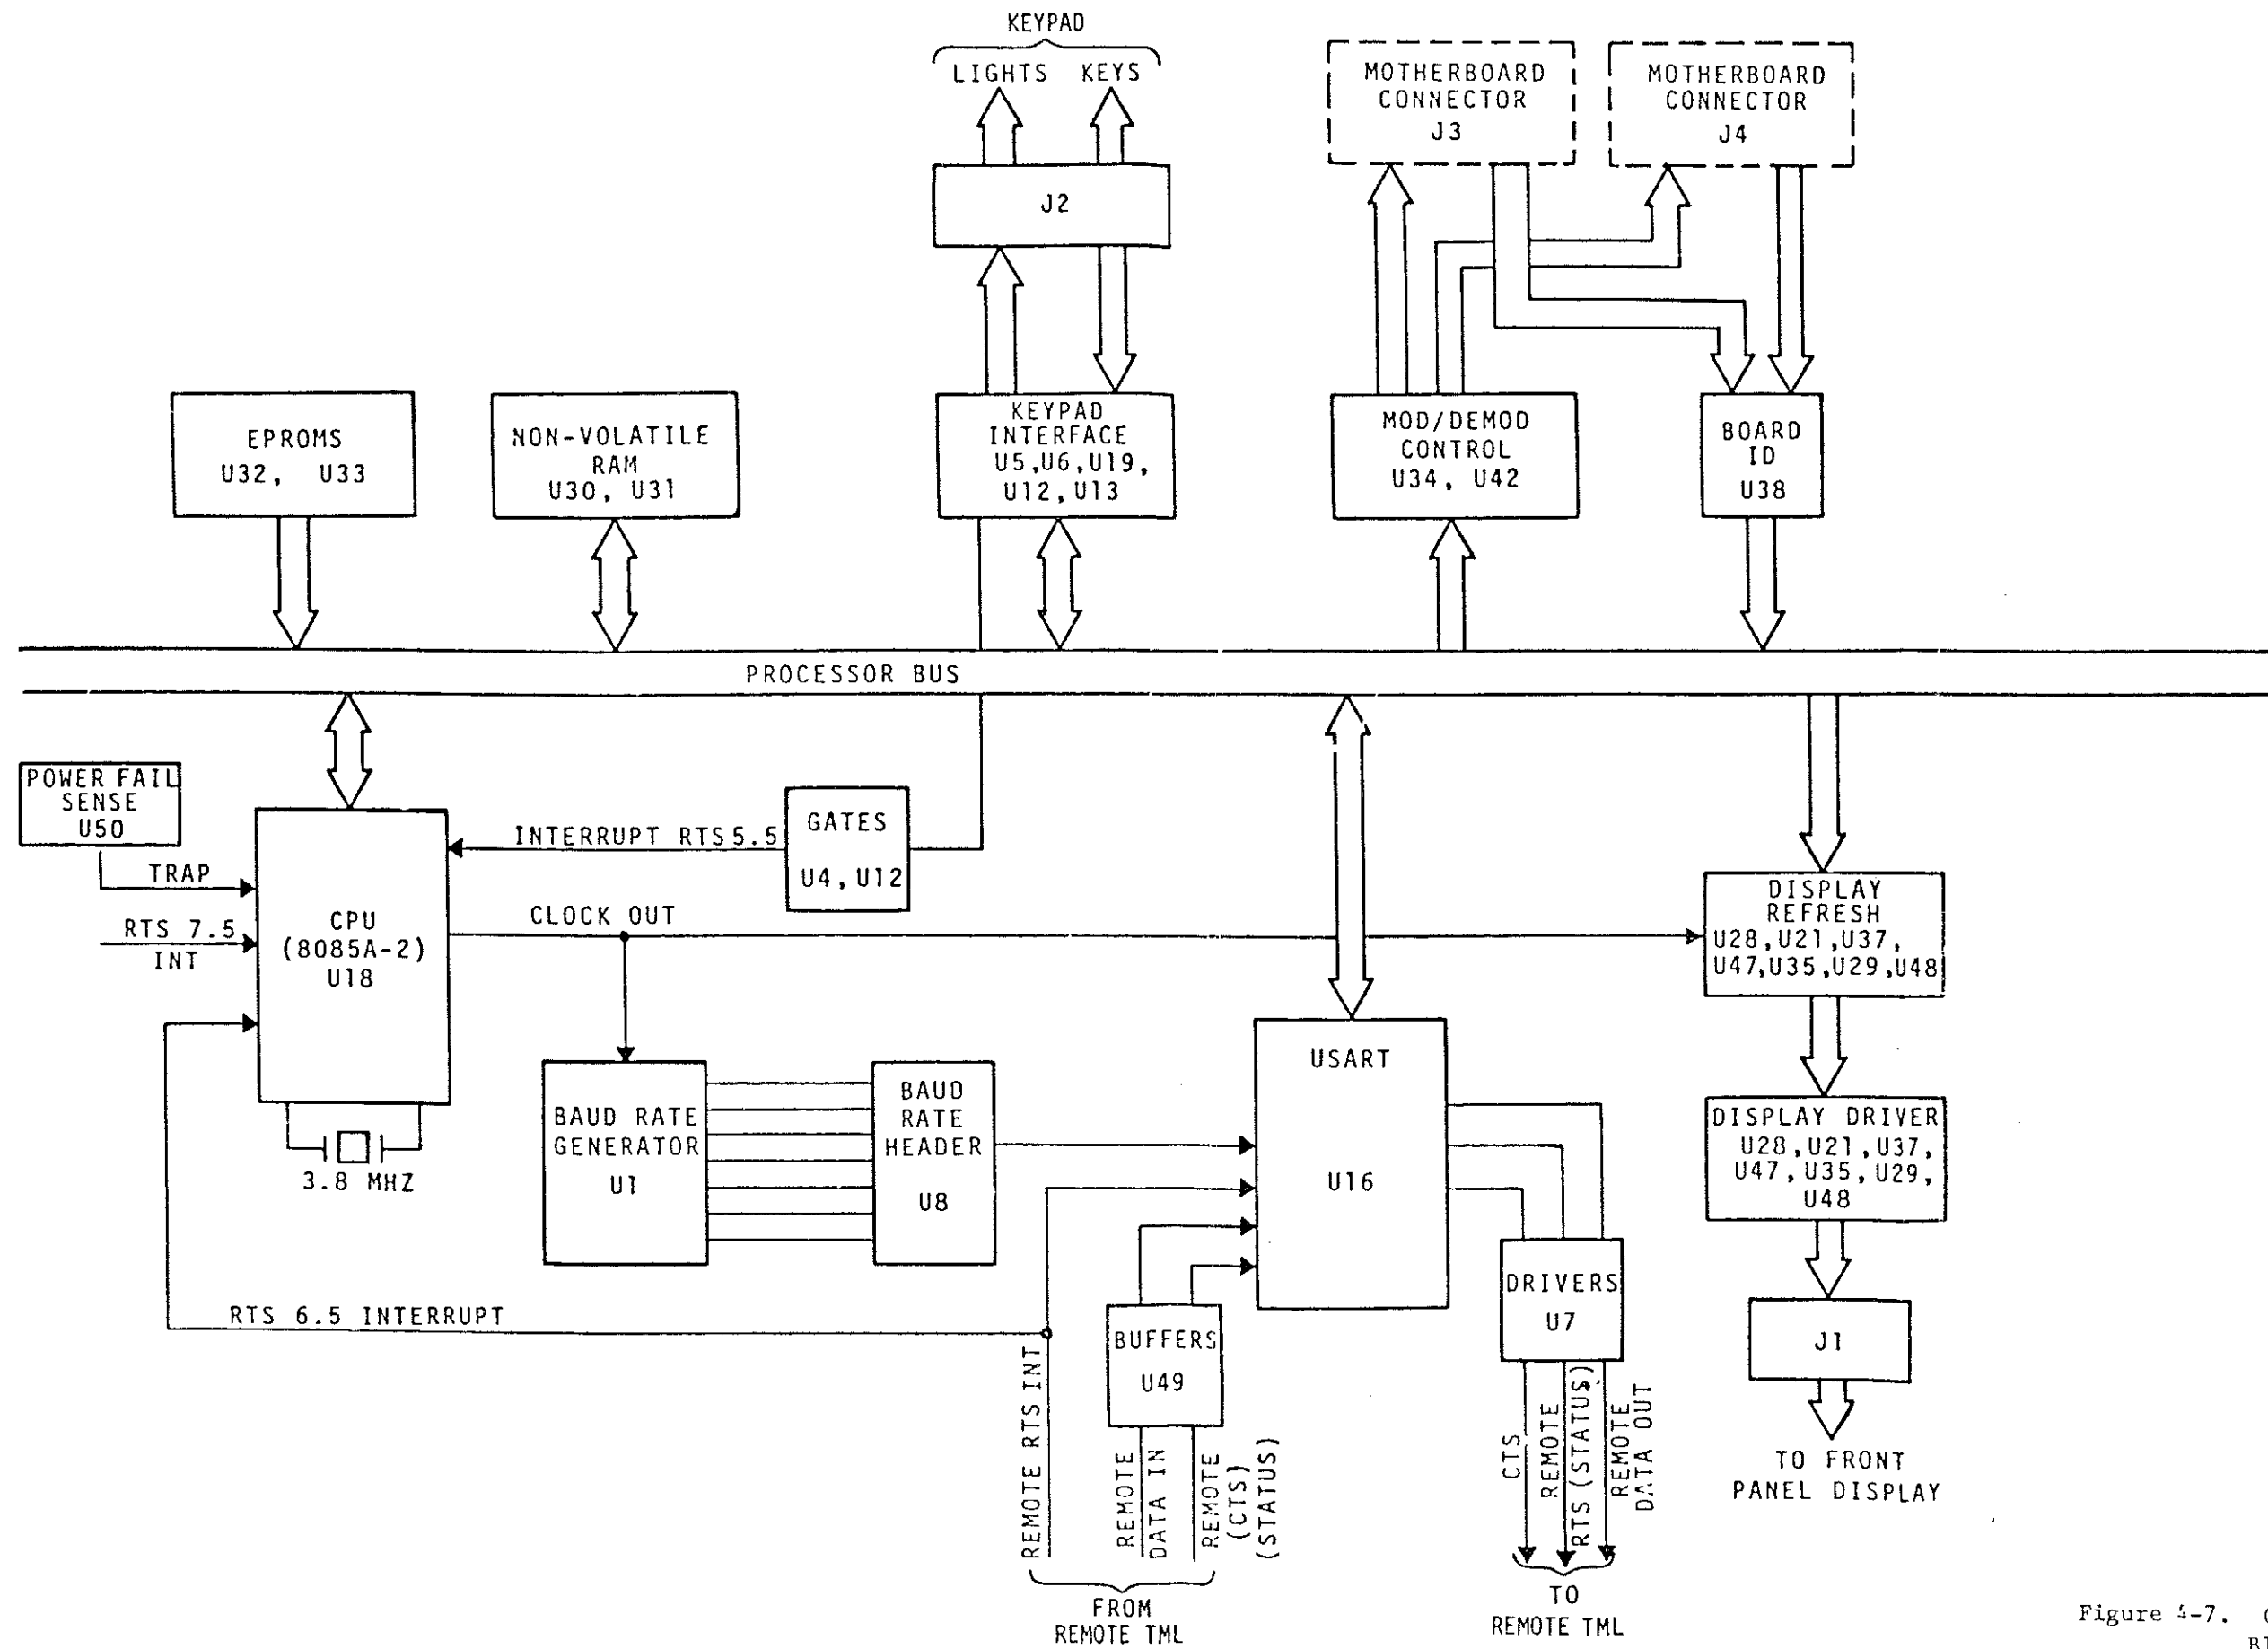 KEYPAD
LIGHTS KEYS
MOTHERBOARD
CONNECTOR
J3
MOTHERBOARD
CONNECTOR
J4
J2
EPROMS
U32, U33
NON-VOLATILE
RAM
U30, U31
KEYPAD
INTERFACE
U5,U6,U19,
U12,U13
MOD/DEMOD
CONTROL
U34, U42
BOARD
ID
U38
PROCESSOR BUS
POWER FAIL
SENSE
U50
TRAP
RTS 7.5
INT
CPU
(8085A-2)
U18
3.8 MHZ
INTERRUPT RTS 5.5
GATES
U4, U12
CLOCK OUT
DISPLAY
REFRESH
U28,U21,U37,
U47,U35,U29,U48
BAUD RATE
GENERATOR
U1
BAUD
RATE
HEADER
U8
USART
U16
DISPLAY DRIVER
U28,U21,U37,
U47,U35,U29,
U48
RTS 6.5 INTERRUPT
BUFFERS
U49
DRIVERS
U7
J1
TO FRONT
PANEL DISPLAY
REMOTE RTS INT
REMOTE
DATA IN
REMOTE
(CTS)
(STATUS)
CTS
REMOTE
RTS (STATUS)
REMOTE
DATA OUT
FROM
REMOTE TML
TO
REMOTE TML
Figure 4-7.